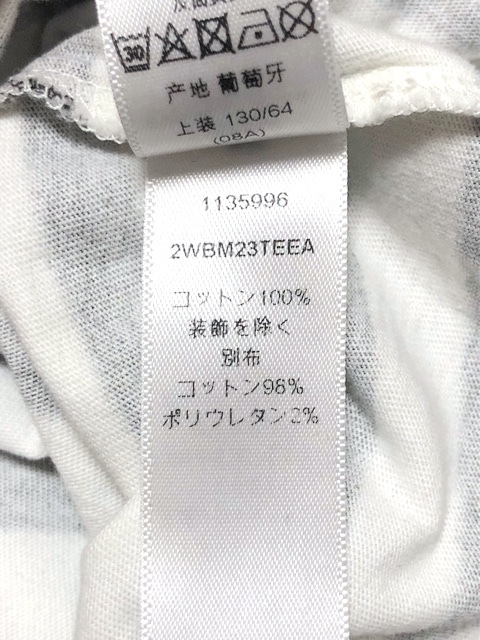 30
产地 葡萄牙
上装 130/64
(08A)
1135996
2WBM23TEEA
コットン100%
装飾を除く
別布
コットン98%
ポリウレタン2%